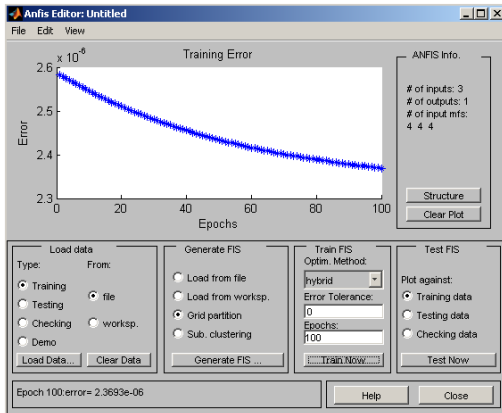 Anfis Editor: Untitled
File Edit View
x 10^-6
Training Error
2.6
2.5
2.4
2.3
Error
0 20 40 60 80 100
Epochs
ANFIS Info.
# of inputs: 3
# of outputs: 1
# of input mfs:
4 4 4
Structure
Clear Plot
Load data
Type: From:
Training
Testing
Checking
Demo
file
worksp.
Load Data... Clear Data
Generate FIS
Load from file
Load from worksp.
Grid partition
Sub. clustering
Generate FIS ...
Train FIS
Optim. Method:
hybrid
Error Tolerance:
0
Epochs:
100
Train Now
Test FIS
Plot against:
Training data
Testing data
Checking data
Test Now
Epoch 100:error= 2.3693e-06
Help Close